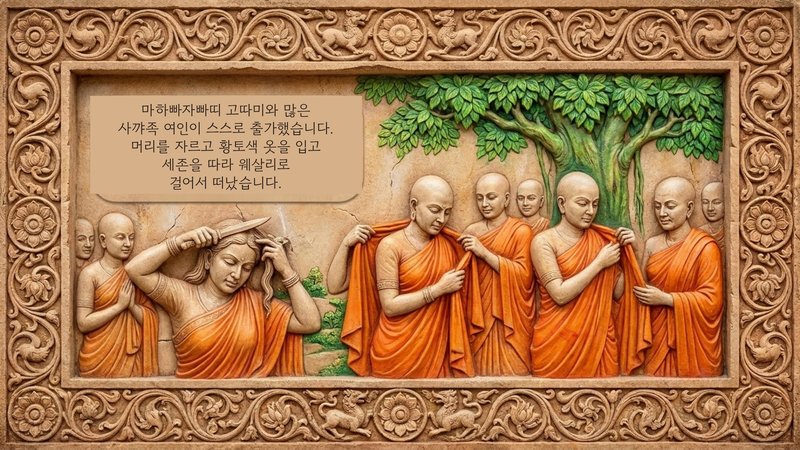 마하빠자빠띠 고따미와 많은
사꺄족 여인이 스스로 출가했습니다.
머리를 자르고 황토색 옷을 입고
세존을 따라 웨살리로
걸어서 떠났습니다.